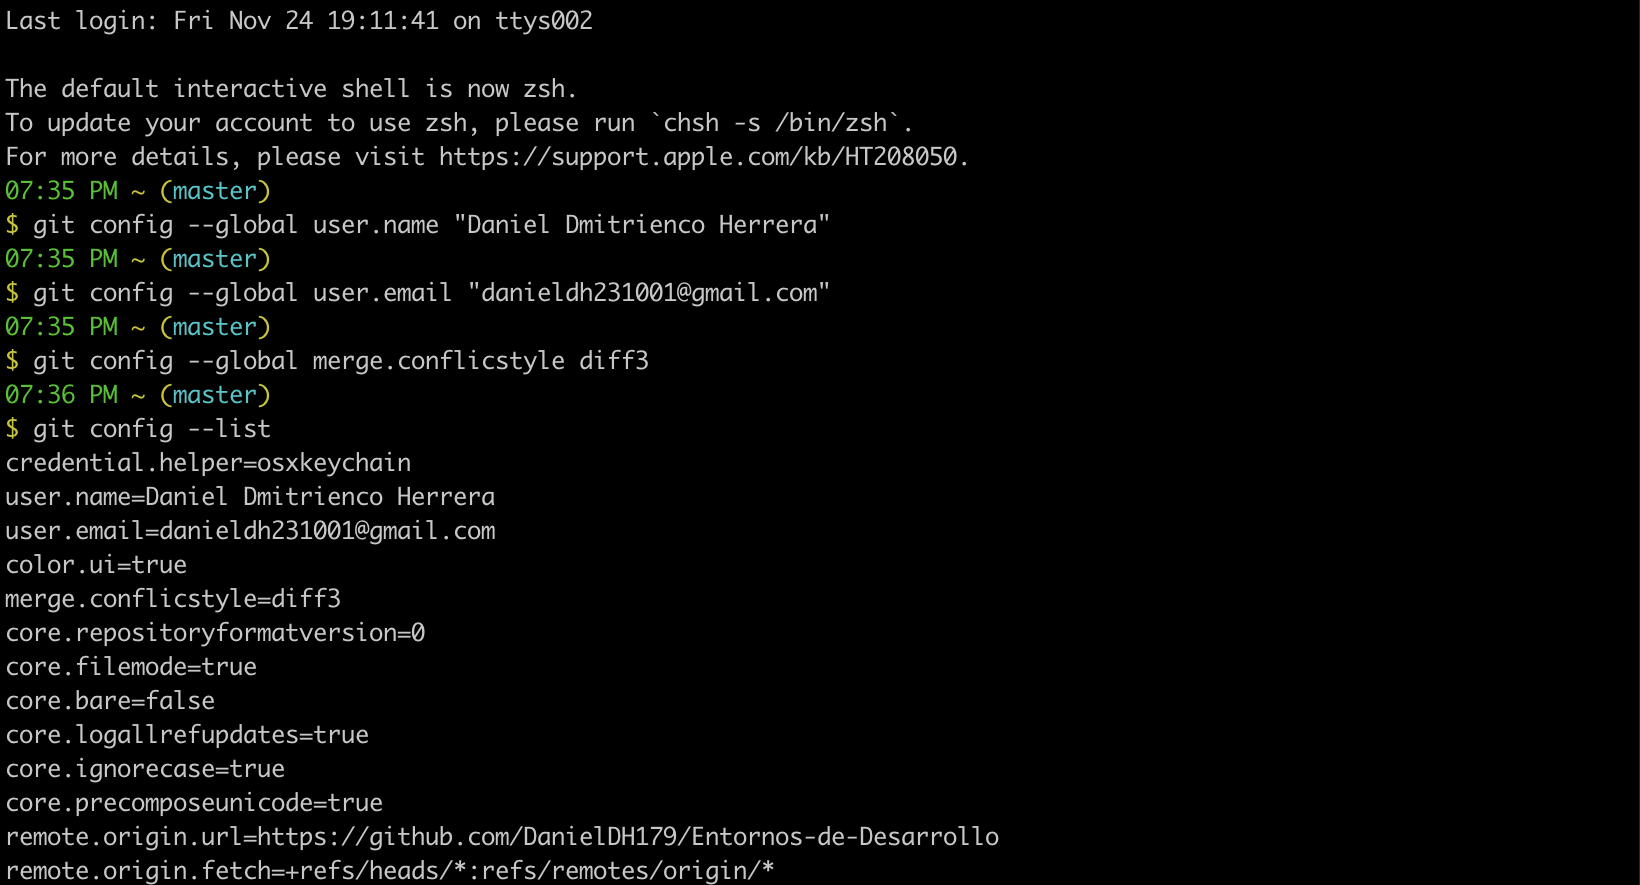 Last login: Fri Nov 24 19:11:41 on ttys002
The default interactive shell is now zsh.
To update your account to use zsh, please run `chsh -s /bin/zsh`.
For more details, please visit https://support.apple.com/kb/HT208050.
07:35 PM ~ (master)
$ git config --global user.name "Daniel Dmitrienco Herrera"
07:35 PM ~ (master)
$ git config --global user.email "danieldh231001@gmail.com"
07:35 PM ~ (master)
$ git config --global merge.conflicstyle diff3
07:36 PM ~ (master)
$ git config --list
credential.helper=osxkeychain
user.name=Daniel Dmitrienco Herrera
user.email=danieldh231001@gmail.com
color.ui=true
merge.conflicstyle=diff3
core.repositoryformatversion=0
core.filemode=true
core.bare=false
core.logallrefupdates=true
core.ignorecase=true
core.precomposeunicode=true
remote.origin.url=https://github.com/DanielDH179/Entornos-de-Desarrollo
remote.origin.fetch=+refs/heads/*:refs/remotes/origin/*